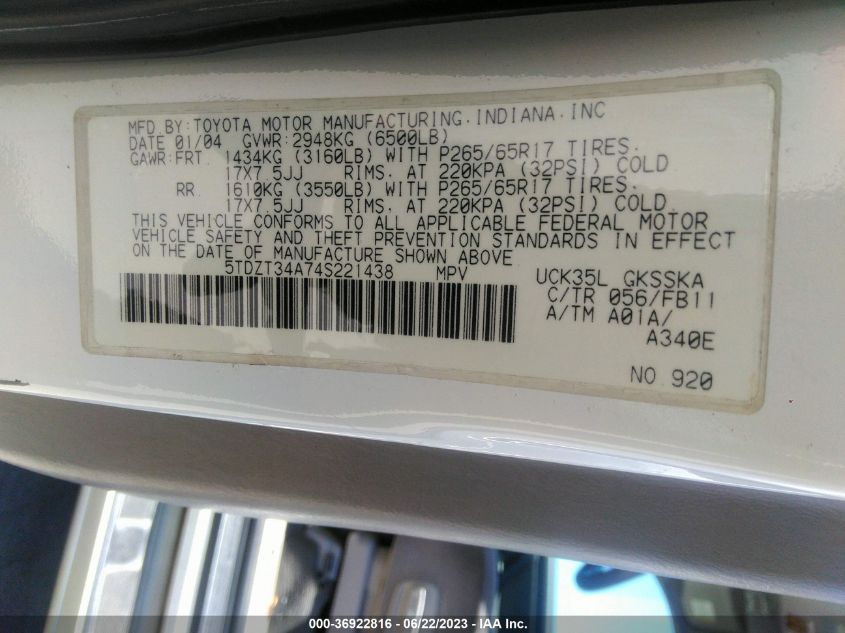 MFD.BY:TOYOTA MOTOR MANUFACTURING.INDIANA.INC
DATE 01/04 GVWR:2948KG (6500LB)
GAWR:FRT. 1434KG (3160LB) WITH P265/65R17 TIRES.
17X7.5JJ RIMS. AT 220KPA (32PSI) COLD
RR. 1610KG (3550LB) WITH P265/65R17 TIRES.
17X7.5JJ RIMS. AT 220KPA (32PSI) COLD.
THIS VEHICLE CONFORMS TO ALL APPLICABLE FEDERAL MOTOR
VEHICLE SAFETY AND THEFT PREVENTION STANDARDS IN EFFECT
ON THE DATE OF MANUFACTURE SHOWN ABOVE
5TDZT34A74S221438 MPV
UCK35L GKSSKA
C/TR 056/FB11
A/TM A01A/
A340E
NO.920
000-36922816 - 06/22/2023 - IAA Inc.